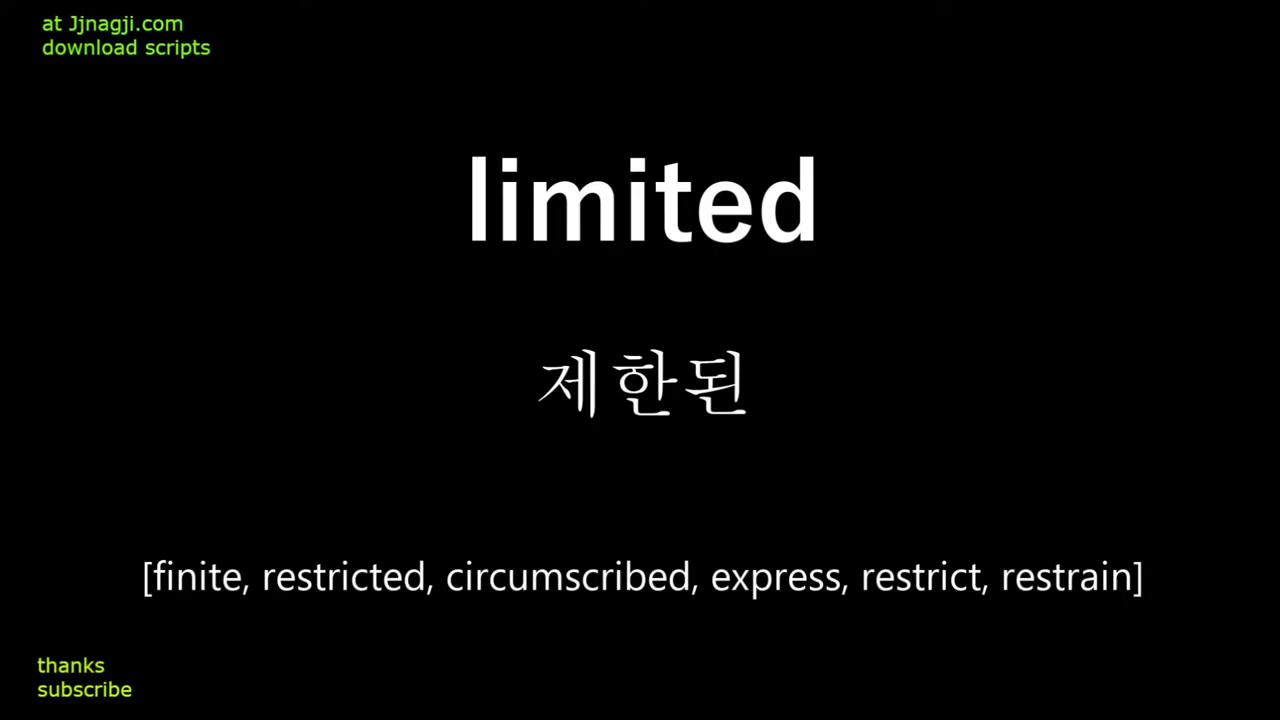 at Jjnagji.com
download scripts
limited
제한된
[finite, restricted, circumscribed, express, restrict, restrain]
thanks
subscribe